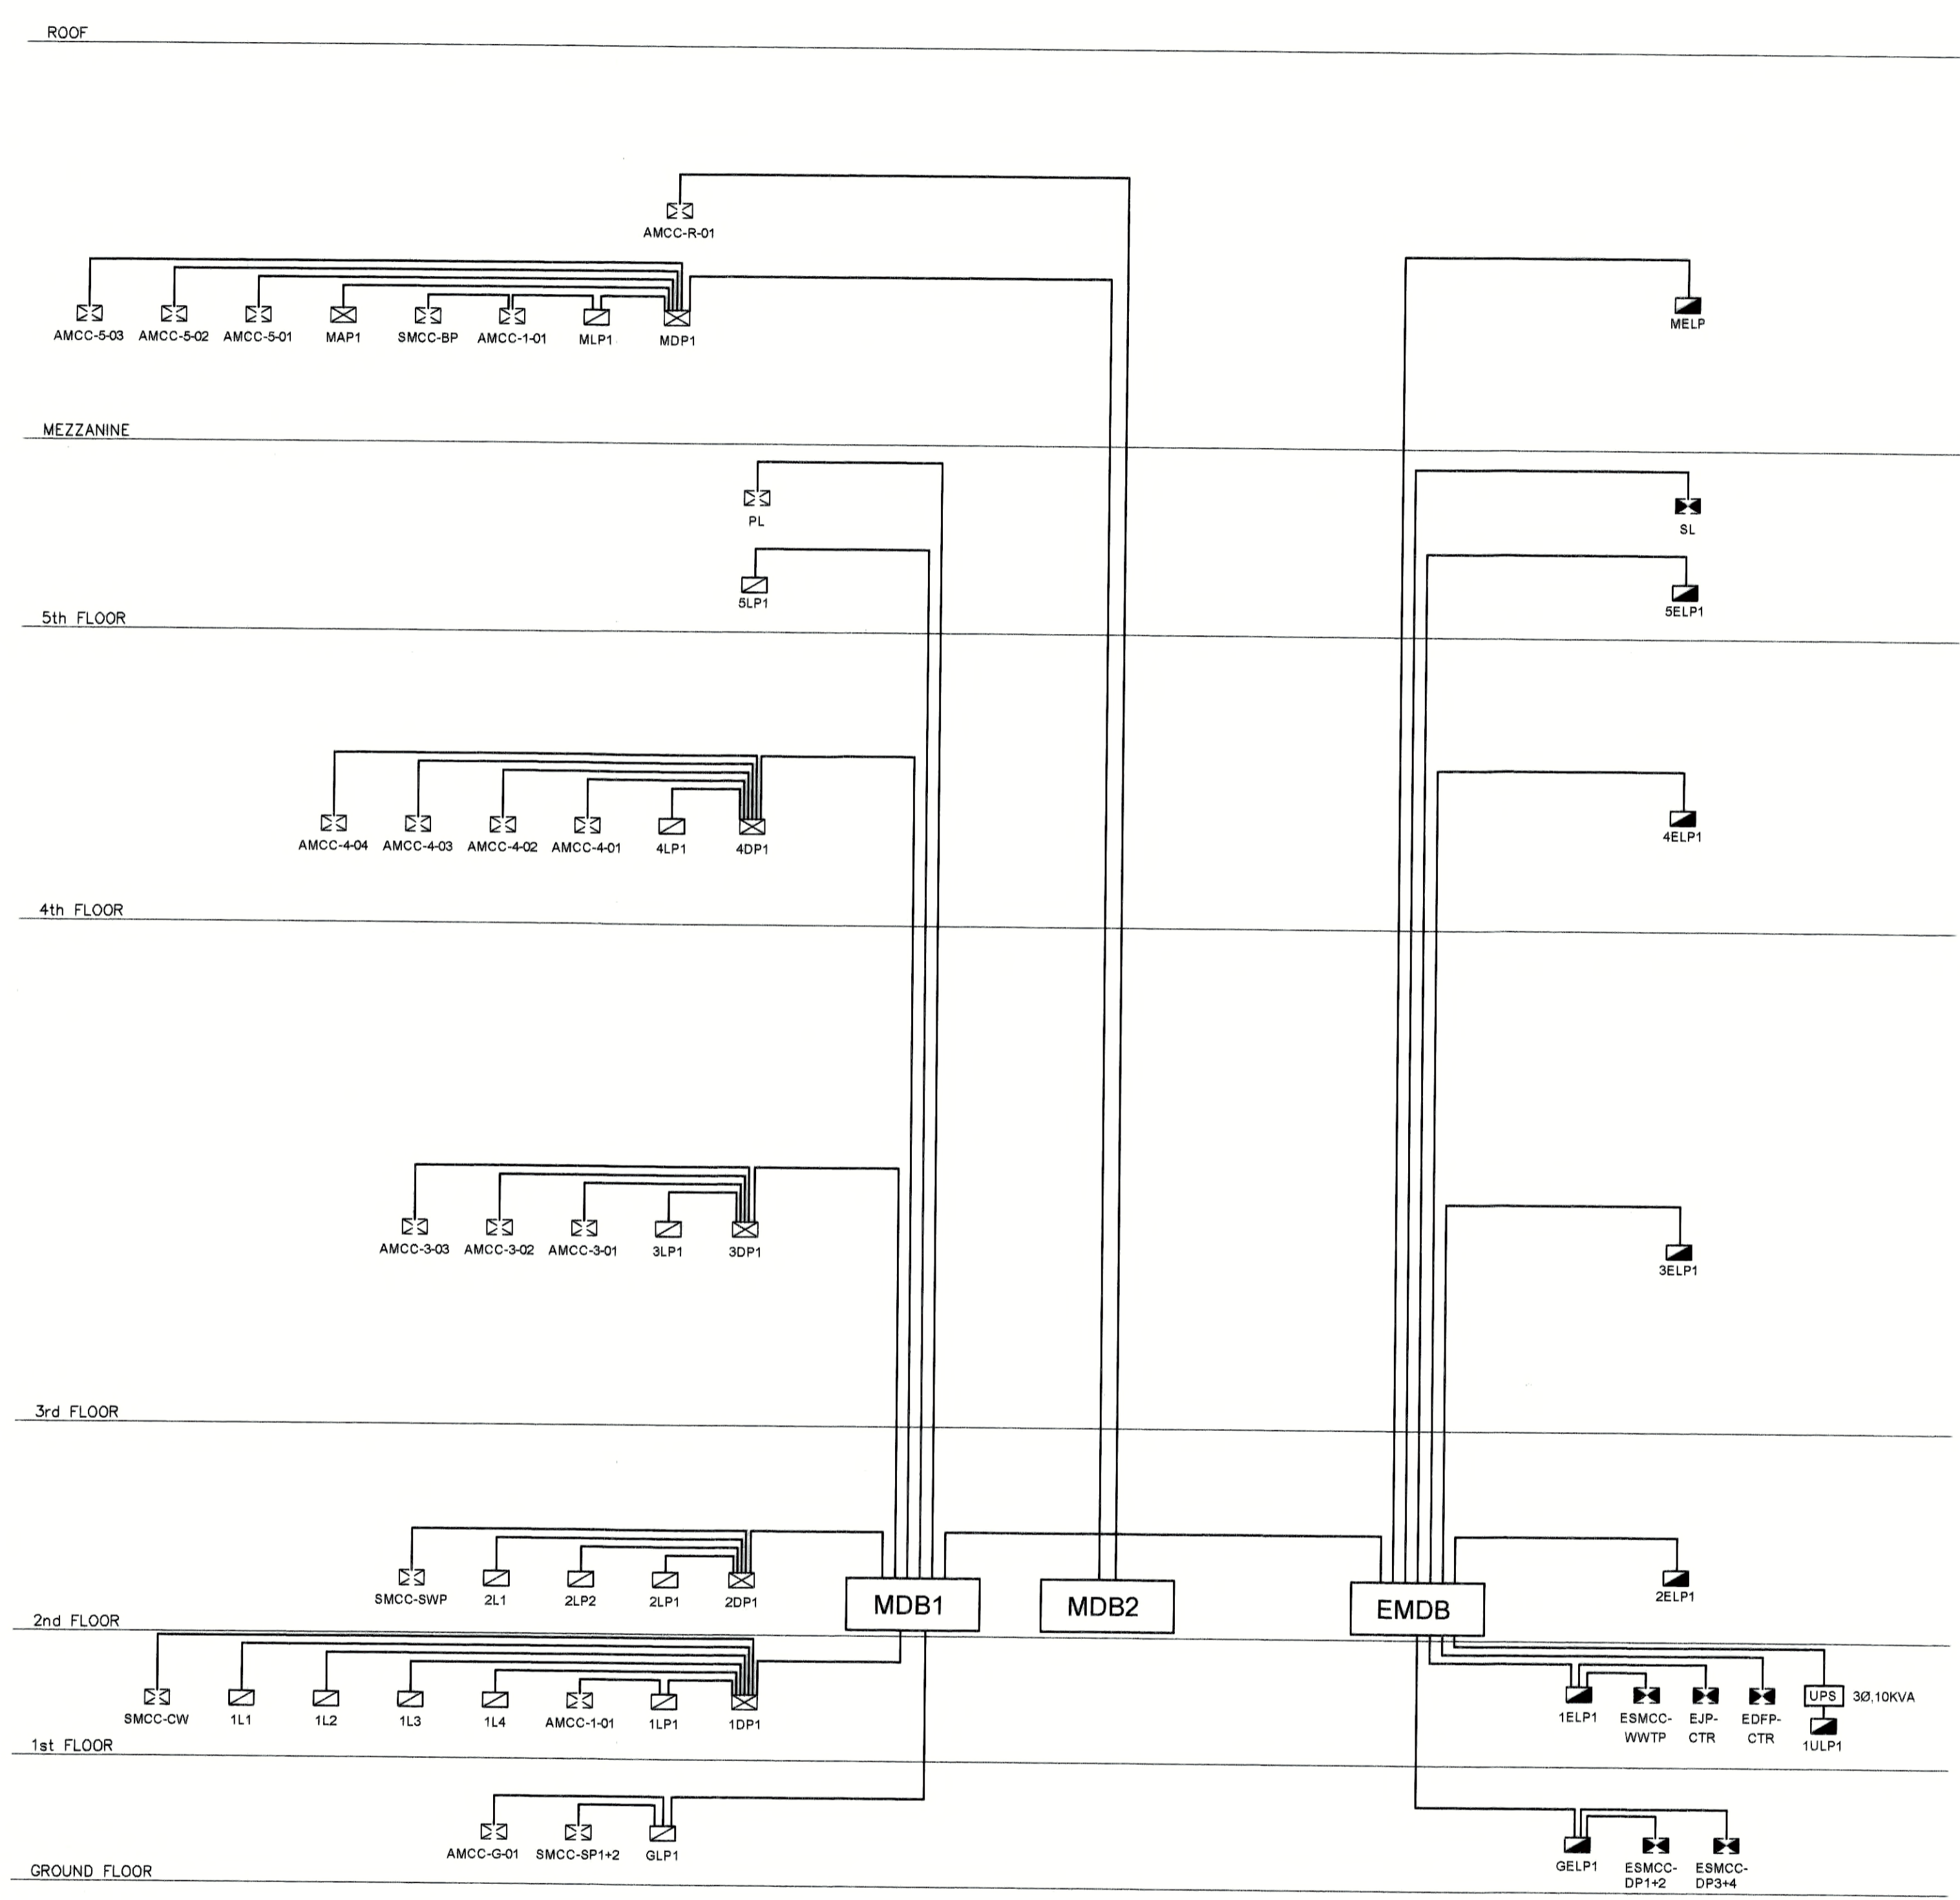 ROOF
AMCC-R-01
AMCC-5-03
AMCC-5-02
AMCC-5-01
MAP1
SMCC-BP
AMCC-1-01
MLP1
MDP1
MELP
MEZZANINE
PL
SL
5LP1
5ELP1
5th FLOOR
AMCC-4-04
AMCC-4-03
AMCC-4-02
AMCC-4-01
4LP1
4DP1
4ELP1
4th FLOOR
AMCC-3-03
AMCC-3-02
AMCC-3-01
3LP1
3DP1
3ELP1
3rd FLOOR
SMCC-SWP
2L1
2LP2
2LP1
2DP1
MDB1
MDB2
EMDB
2ELP1
2nd FLOOR
SMCC-CW
1L1
1L2
1L3
1L4
AMCC-1-01
1LP1
1DP1
1ELP1
ESMCC-
WWTP
EJP-
CTR
EDFP-
CTR
UPS
3Ø,10KVA
1ULP1
1st FLOOR
AMCC-G-01
SMCC-SP1+2
GLP1
GELP1
ESMCC-
DP1+2
ESMCC-
DP3+4
GROUND FLOOR